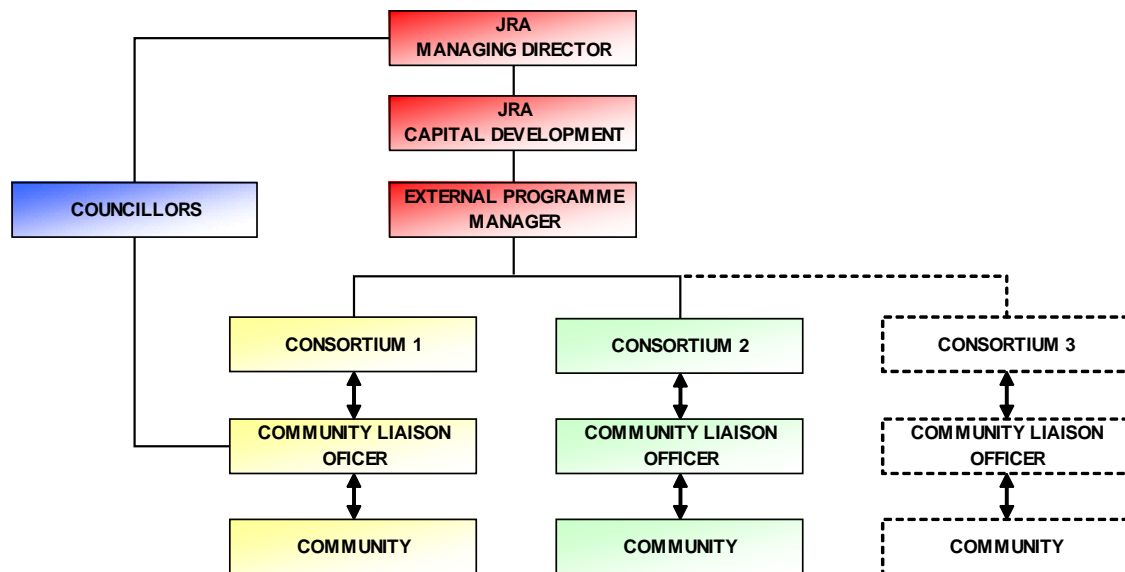 JRA
MANAGING DIRECTOR
JRA
CAPITAL DEVELOPMENT
COUNCILLORS
EXTERNAL PROGRAMME
MANAGER
CONSORTIUM 1
CONSORTIUM 2
CONSORTIUM 3
COMMUNITY LIAISON
OFICER
COMMUNITY LIAISON
OFFICER
COMMUNITY LIAISON
OFFICER
COMMUNITY
COMMUNITY
COMMUNITY